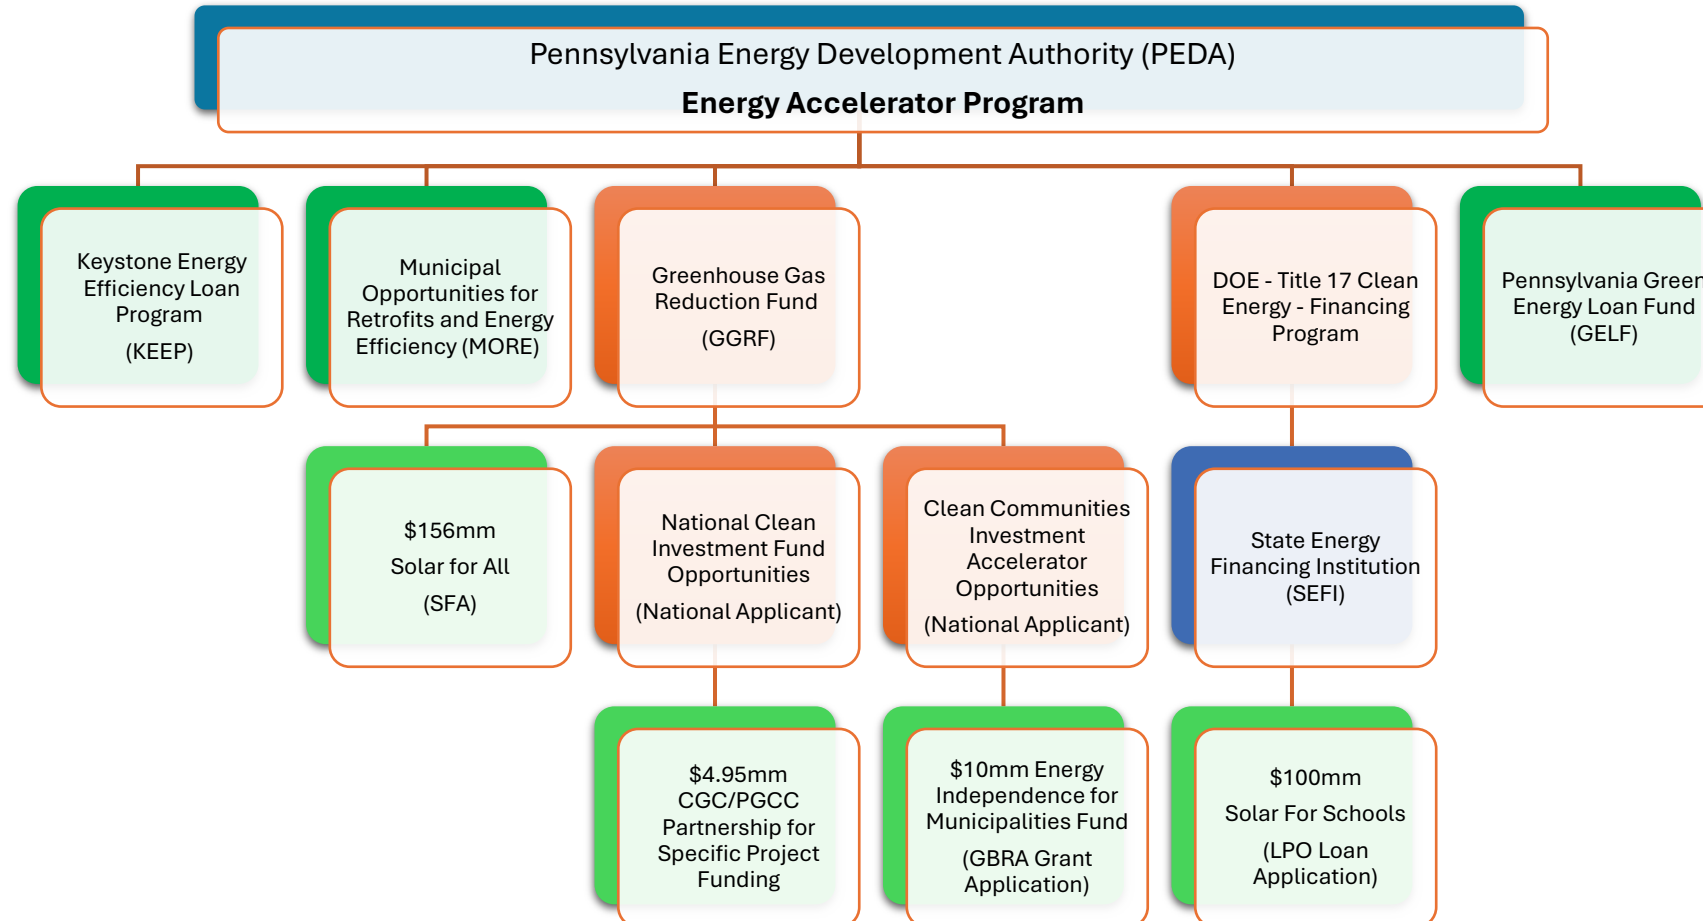 Pennsylvania Energy Development Authority (PEDA)
Energy Accelerator Program
Keystone Energy
Efficiency Loan
Program
(KEEP)
Municipal
Opportunities for
Retrofits and Energy
Efficiency (MORE)
Greenhouse Gas
Reduction Fund
(GGRF)
DOE - Title 17 Clean
Energy - Financing
Program
Pennsylvania Green
Energy Loan Fund
(GELF)
$156mm
Solar for All
(SFA)
National Clean
Investment Fund
Opportunities
(National Applicant)
Clean Communities
Investment
Accelerator
Opportunities
(National Applicant)
State Energy
Financing Institution
(SEFI)
$4.95mm
CGC/PGCC
Partnership for
Specific Project
Funding
$10mm Energy
Independence for
Municipalities Fund
(GBRA Grant
Application)
$100mm
Solar For Schools
(LPO Loan
Application)